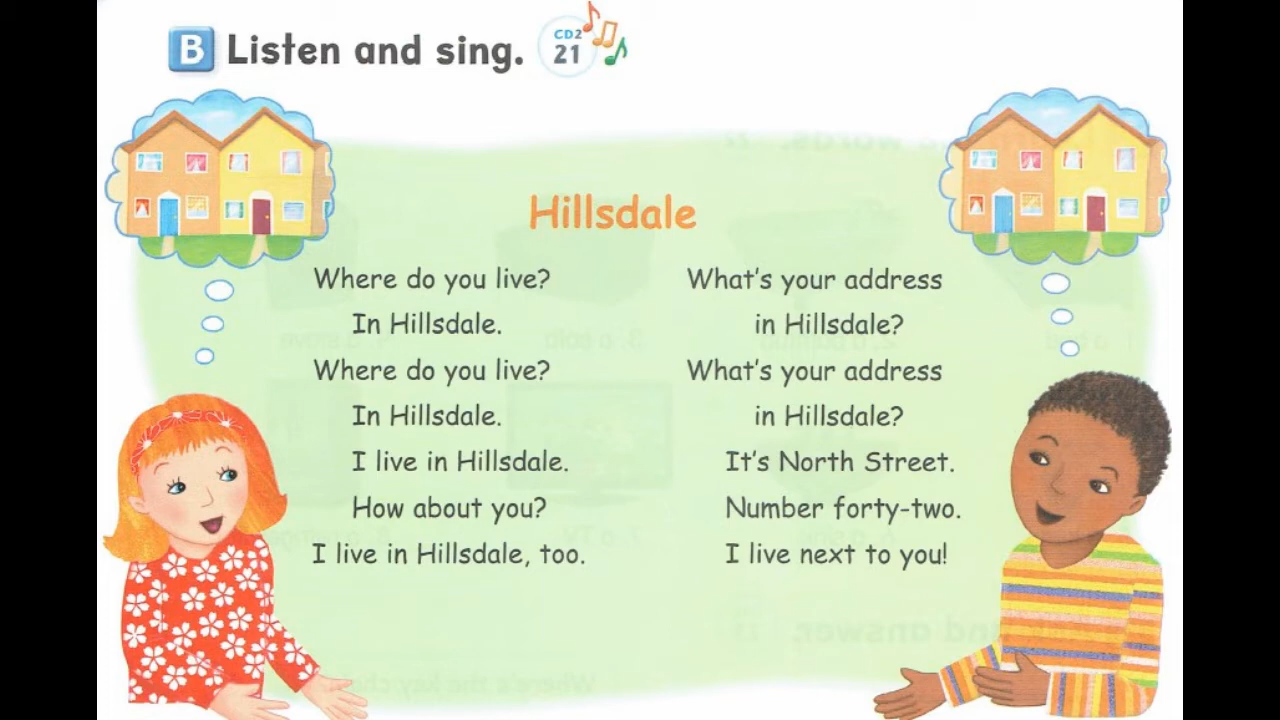 B Listen and sing. CD2 21
Hillsdale
Where do you live?
In Hillsdale.
Where do you live?
In Hillsdale.
I live in Hillsdale.
How about you?
I live in Hillsdale, too.
What's your address
in Hillsdale?
What's your address
in Hillsdale?
It's North Street.
Number forty-two.
I live next to you!